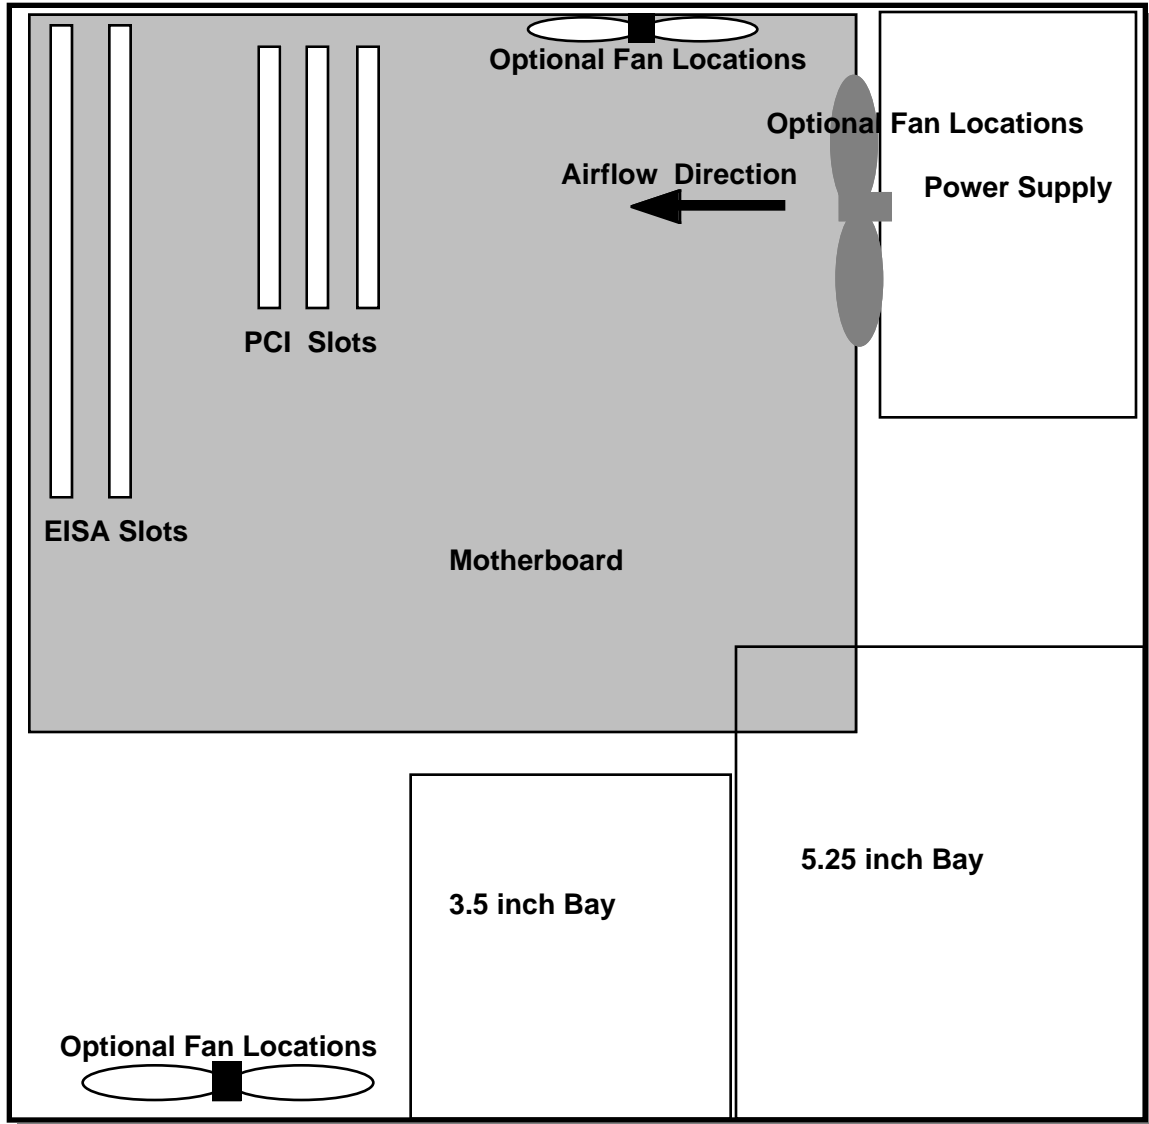 Optional Fan Locations
Optional Fan Locations
Airflow Direction
Power Supply
PCI Slots
EISA Slots
Motherboard
5.25 inch Bay
3.5 inch Bay
Optional Fan Locations